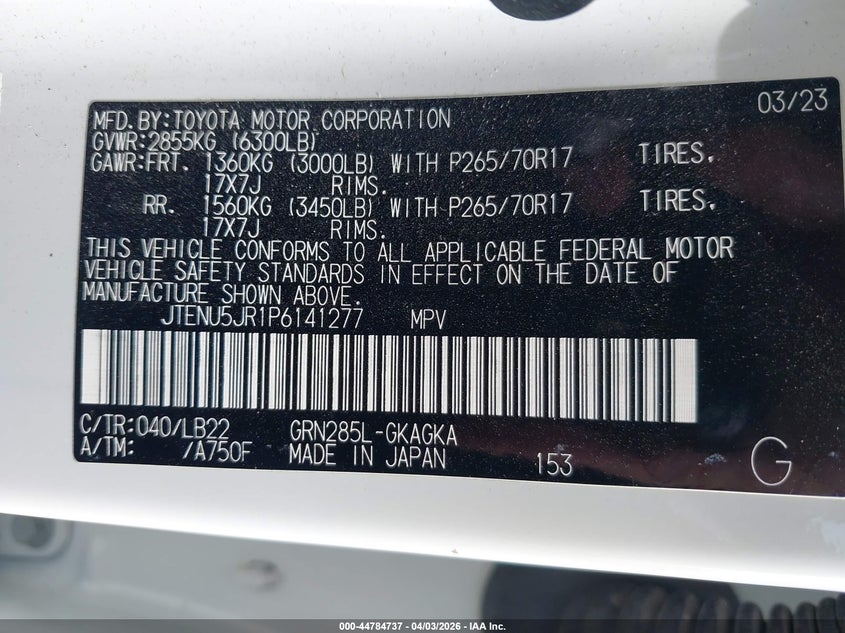 03/23
MFD. BY: TOYOTA MOTOR CORPORATION
GVWR: 2855KG (6300LB)
GAWR: FRT. 1360KG (3000LB) WITH P265/70R17 TIRES.
17X7J RIMS.
RR. 1560KG (3450LB) WITH P265/70R17 TIRES.
17X7J RIMS.
THIS VEHICLE CONFORMS TO ALL APPLICABLE FEDERAL MOTOR
VEHICLE SAFETY STANDARDS IN EFFECT ON THE DATE OF
MANUFACTURE SHOWN ABOVE.
JTENU5JR1P6141277 MPV
C/TR: 040/LB22 GRN285L-GKAGKA
A/TM: /A750F MADE IN JAPAN 153 G
000-44784737 - 04/03/2026 - IAA Inc.